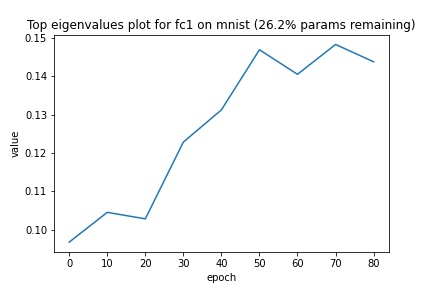 Top eigenvalues plot for fc1 on mnist (26.2% params remaining)
0.15
0.14
0.13
0.12
0.11
0.10
value
0 10 20 30 40 50 60 70 80
epoch